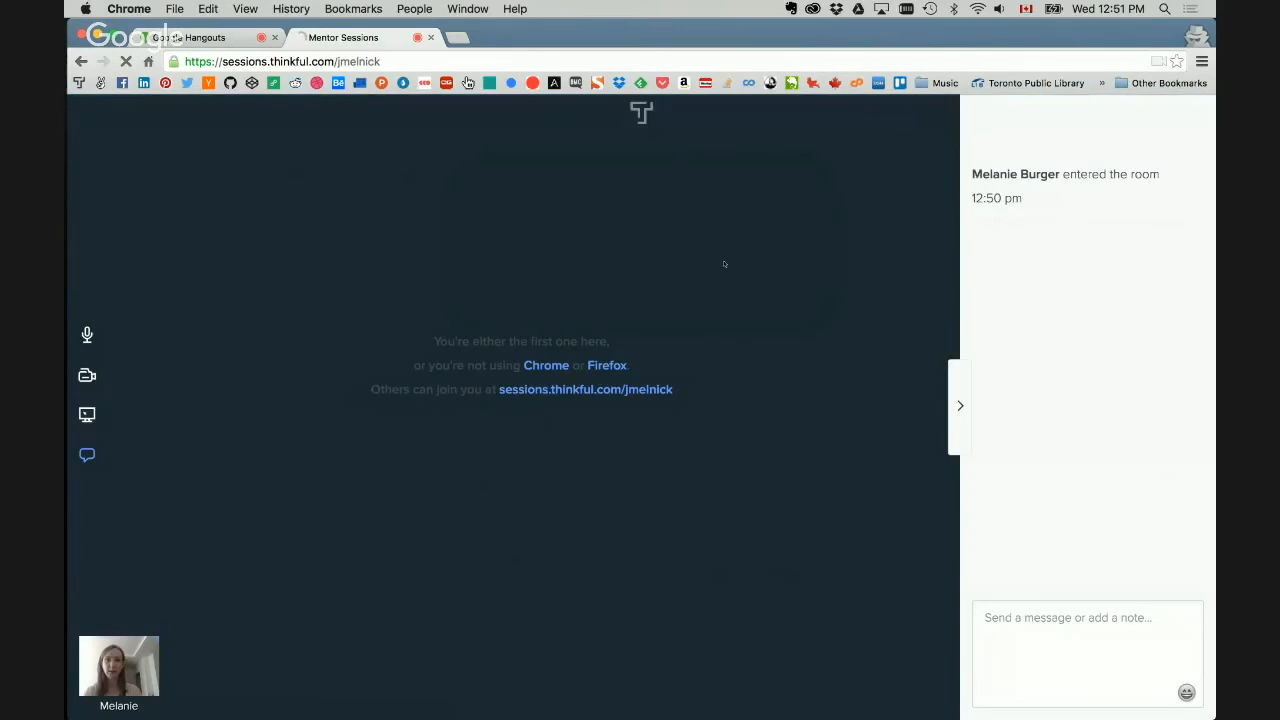 Chrome File Edit View History Bookmarks People Window Help Wed 12:51 PM
Google
Google Hangouts
Mentor Sessions
https://sessions.thinkful.com/jmelnick
Music
Toronto Public Library
»
Other Bookmarks
You're either the first one here,
or you're not using Chrome or Firefox.
Others can join you at sessions.thinkful.com/jmelnick
Melanie
Melanie Burger entered the room
12:50 pm
Send a message or add a note...